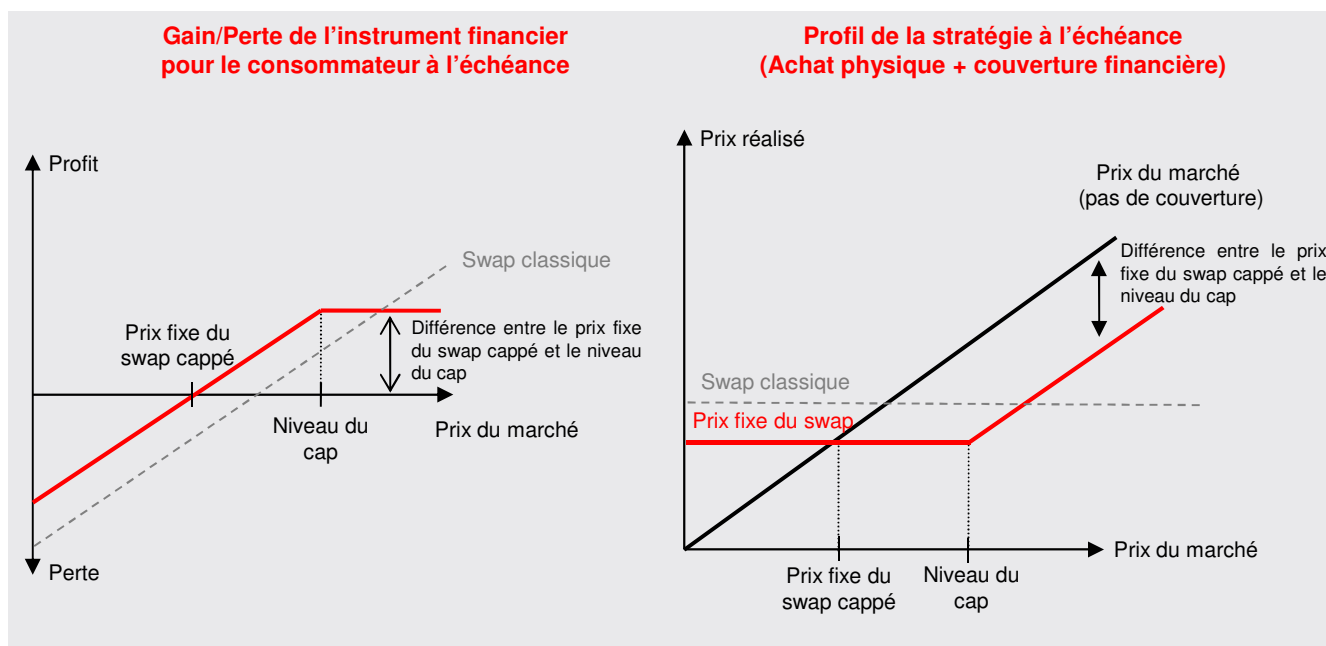 Gain/Perte de l'instrument financier
pour le consommateur à l'échéance
Profit
Swap classique
Prix fixe du
swap cappé
Différence entre le prix fixe
du swap cappé et le niveau
du cap
Niveau du
cap
Prix du marché
Perte
Profil de la stratégie à l'échéance
(Achat physique + couverture financière)
Prix réalisé
Prix du marché
(pas de couverture)
Différence entre le prix
fixe du swap cappé et le
niveau du cap
Swap classique
Prix fixe du swap
Prix du marché
Prix fixe du
swap cappé
Niveau du
cap